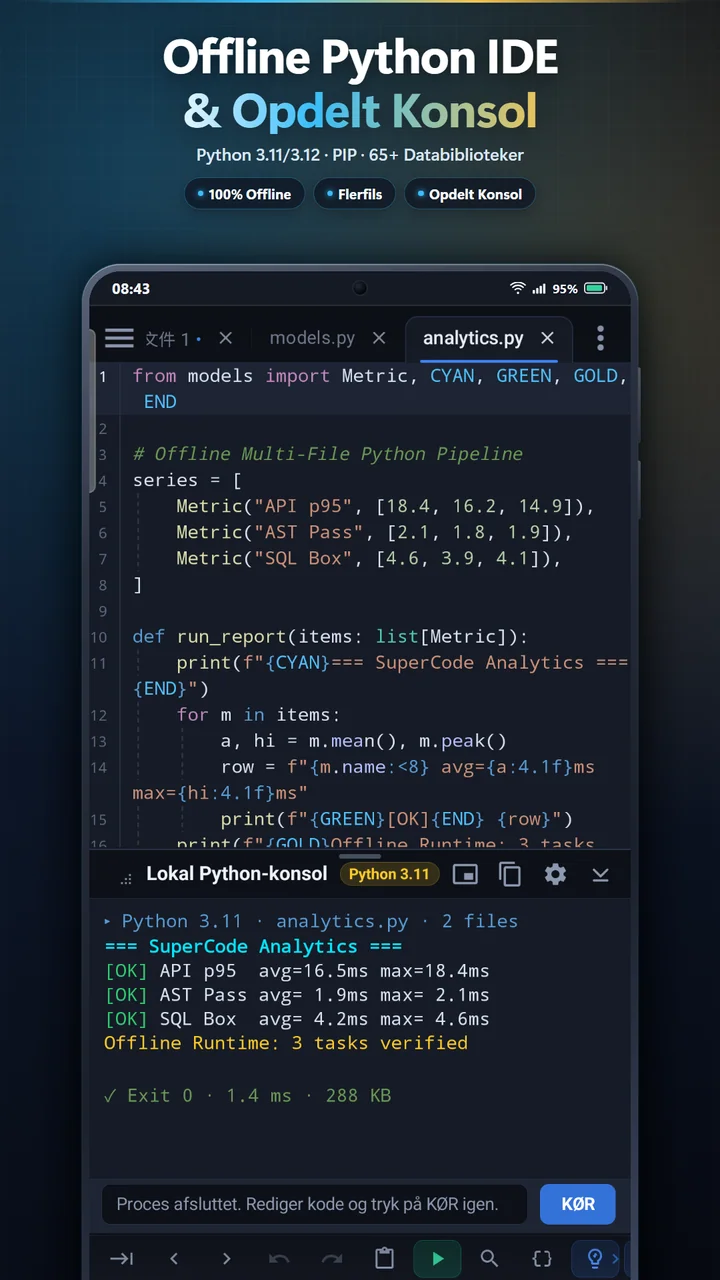 Offline Python IDE
& Opdelt Konsol
Python 3.11/3.12 · PIP · 65+ Databiblioteker
100% Offline
Flerfils
Opdelt Konsol
08:43
95%
文件 1 •
models.py
analytics.py
1 from models import Metric, CYAN, GREEN, GOLD,
END
2
3 # Offline Multi-File Python Pipeline
4 series = [
5     Metric("API p95", [18.4, 16.2, 14.9]),
6     Metric("AST Pass", [2.1, 1.8, 1.9]),
7     Metric("SQL Box", [4.6, 3.9, 4.1]),
8 ]
9
10 def run_report(items: list[Metric]):
11     print(f"{CYAN}=== SuperCode Analytics ===
{END}")
12     for m in items:
13         a, hi = m.mean(), m.peak()
14         row = f"{m.name:<8} avg={a:4.1f}ms
max={hi:4.1f}ms"
15         print(f"{GREEN}[OK]{END} {row}")
16     print(f"{GOLD}Offline Runtime: 3 tasks
Lokal Python-konsol
Python 3.11
▸ Python 3.11 · analytics.py · 2 files
=== SuperCode Analytics ===
[OK] API p95  avg=16.5ms max=18.4ms
[OK] AST Pass avg= 1.9ms max= 2.1ms
[OK] SQL Box  avg= 4.2ms max= 4.6ms
Offline Runtime: 3 tasks verified
✓ Exit 0 · 1.4 ms · 288 KB
Proces afsluttet. Rediger kode og tryk på KØR igen.
KØR